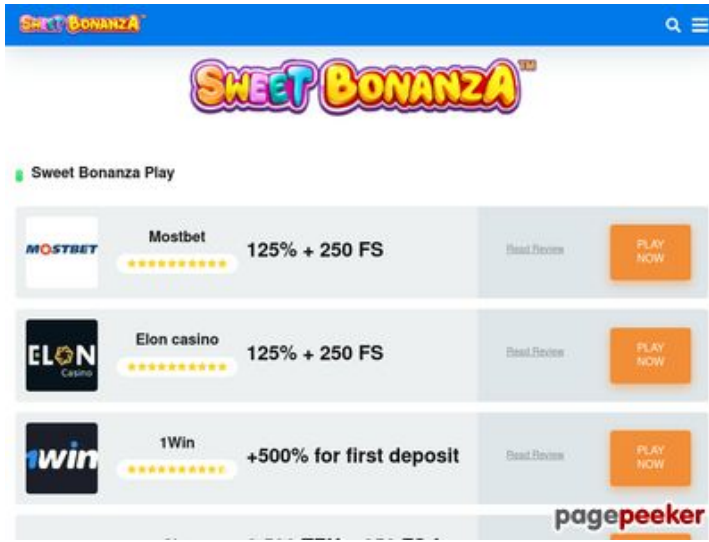 SWEET BONANZA
SWEET BONANZA™
Sweet Bonanza Play
MOSTBET
Mostbet
125% + 250 FS
Read Review
PLAY
NOW
ELON
Casino
Elon casino
125% + 250 FS
Read Review
PLAY
NOW
1win
1Win
+500% for first deposit
Read Review
PLAY
NOW
pagepeeker